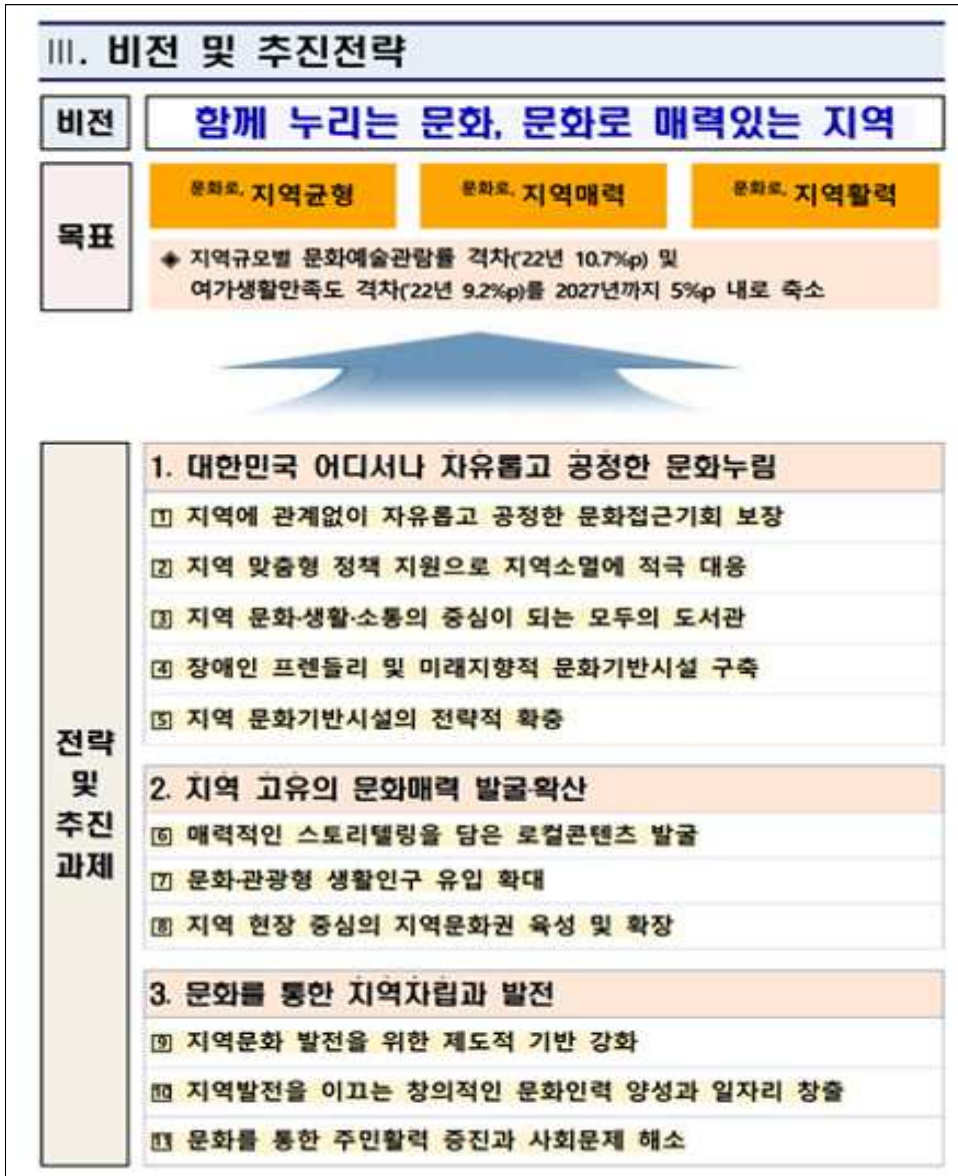 Ⅲ. 비전 및 추진전략
비전
함께 누리는 문화, 문화로 매력있는 지역
목표
문화로, 지역균형
문화로, 지역매력
문화로, 지역활력
◈ 지역규모별 문화예술관람률 격차('22년 10.7%p) 및
여가생활만족도 격차('22년 9.2%p)를 2027년까지 5%p 내로 축소
전략
및
추진
과제
1. 대한민국 어디서나 자유롭고 공정한 문화누림
1 지역에 관계없이 자유롭고 공정한 문화접근기회 보장
2 지역 맞춤형 정책 지원으로 지역소멸에 적극 대응
3 지역 문화·생활·소통의 중심이 되는 모두의 도서관
4 장애인 프렌들리 및 미래지향적 문화기반시설 구축
5 지역 문화기반시설의 전략적 확충
2. 지역 고유의 문화매력 발굴·확산
6 매력적인 스토리텔링을 담은 로컬콘텐츠 발굴
7 문화·관광형 생활인구 유입 확대
8 지역 현장 중심의 지역문화권 육성 및 확장
3. 문화를 통한 지역자립과 발전
9 지역문화 발전을 위한 제도적 기반 강화
10 지역발전을 이끄는 창의적인 문화인력 양성과 일자리 창출
11 문화를 통한 주민활력 증진과 사회문제 해소